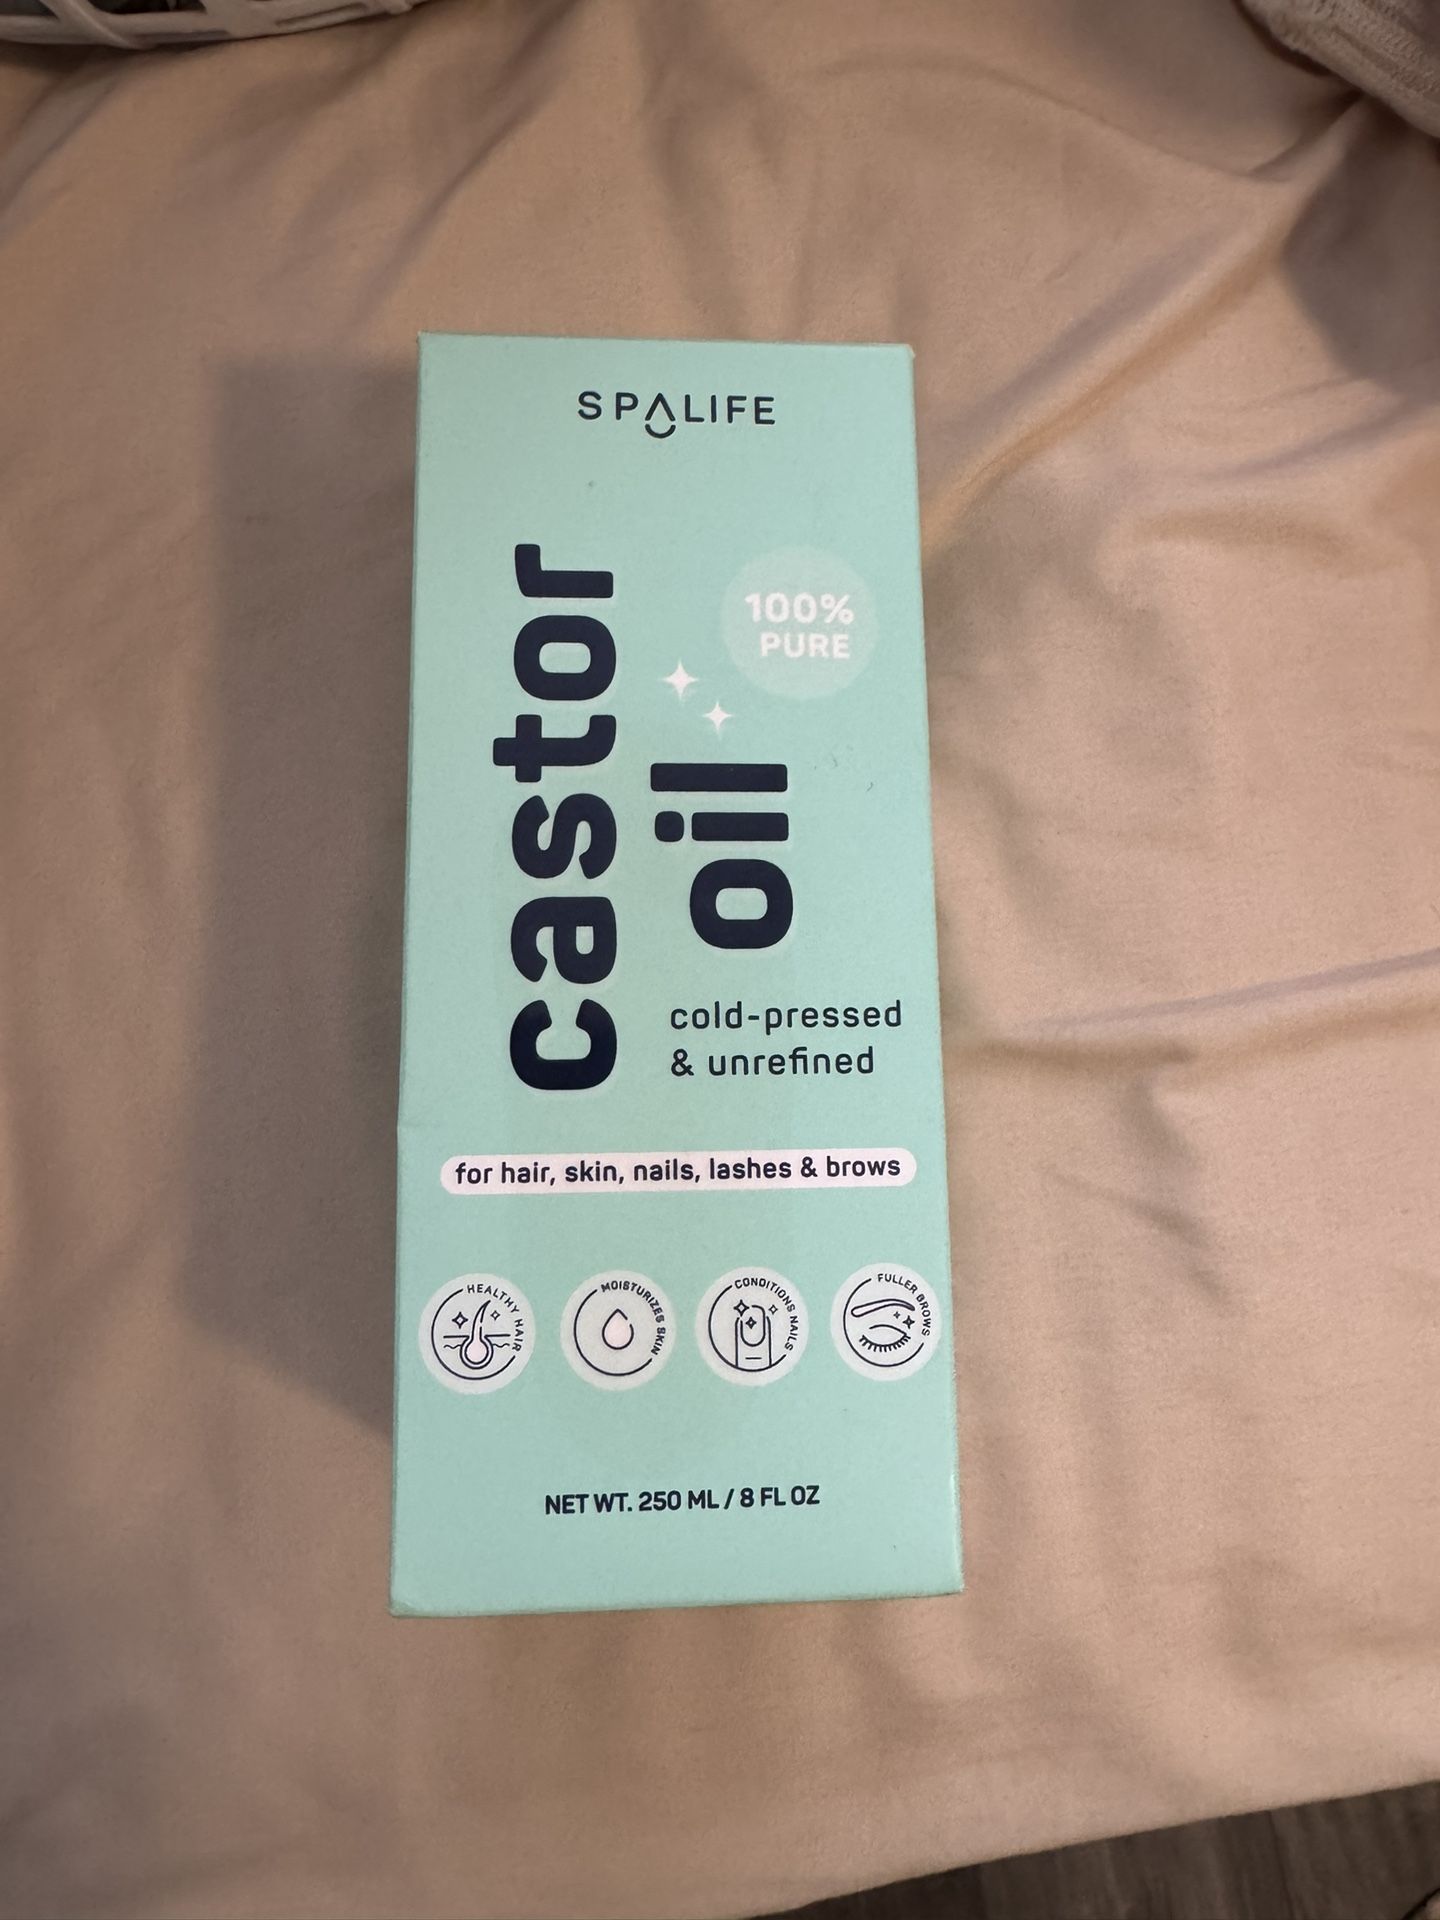 SPALIFE
castor
oil
100%
PURE
cold-pressed
& unrefined
for hair, skin, nails, lashes & brows
HEALTHY HAIR
MOISTURIZES SKIN
CONDITIONS NAILS
FULLER BROWS
NET WT. 250 ML / 8 FL OZ